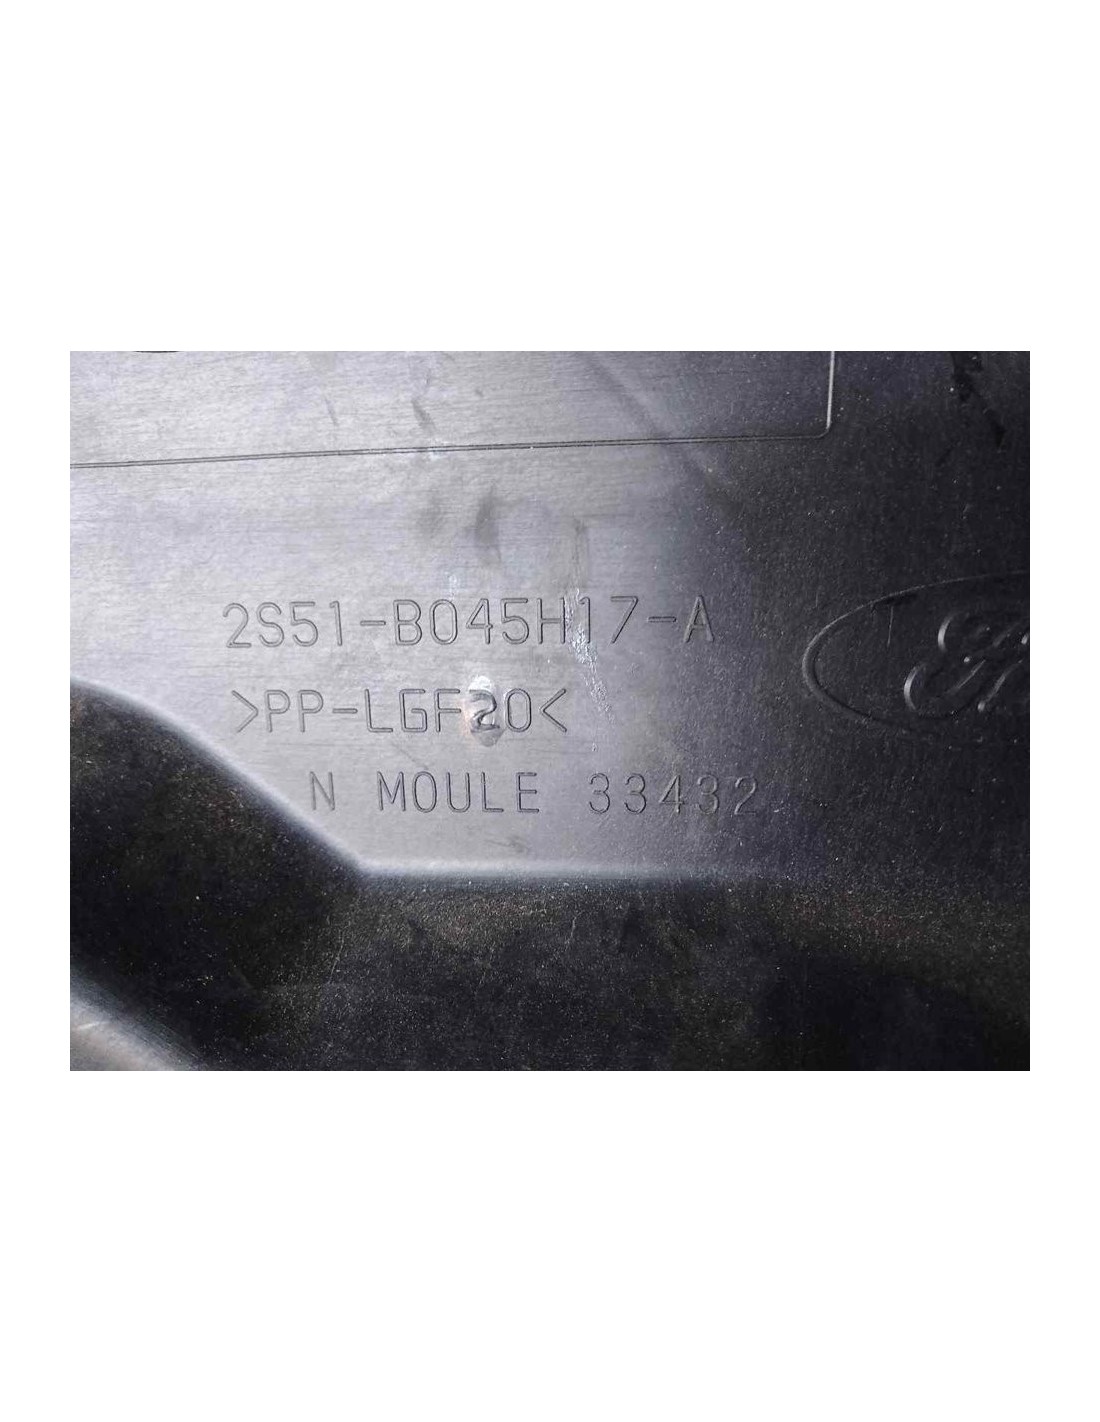 2S51-B045H17-A
>PP-LGF20<
N MOULE 33432